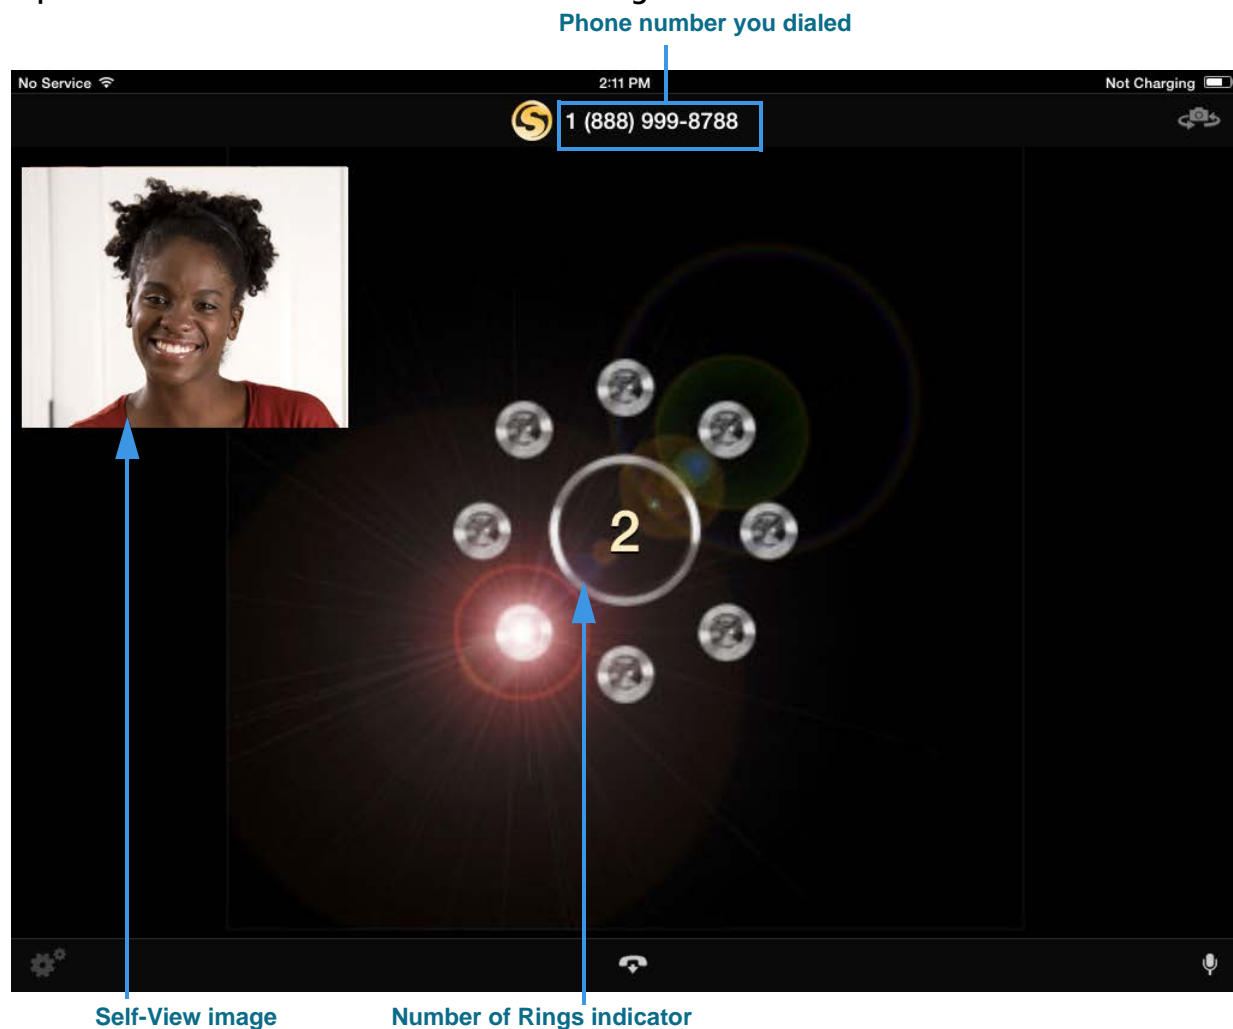 Phone number you dialed
No Service
2:11 PM
Not Charging
S
1 (888) 999-8788
2
Self-View image
Number of Rings indicator